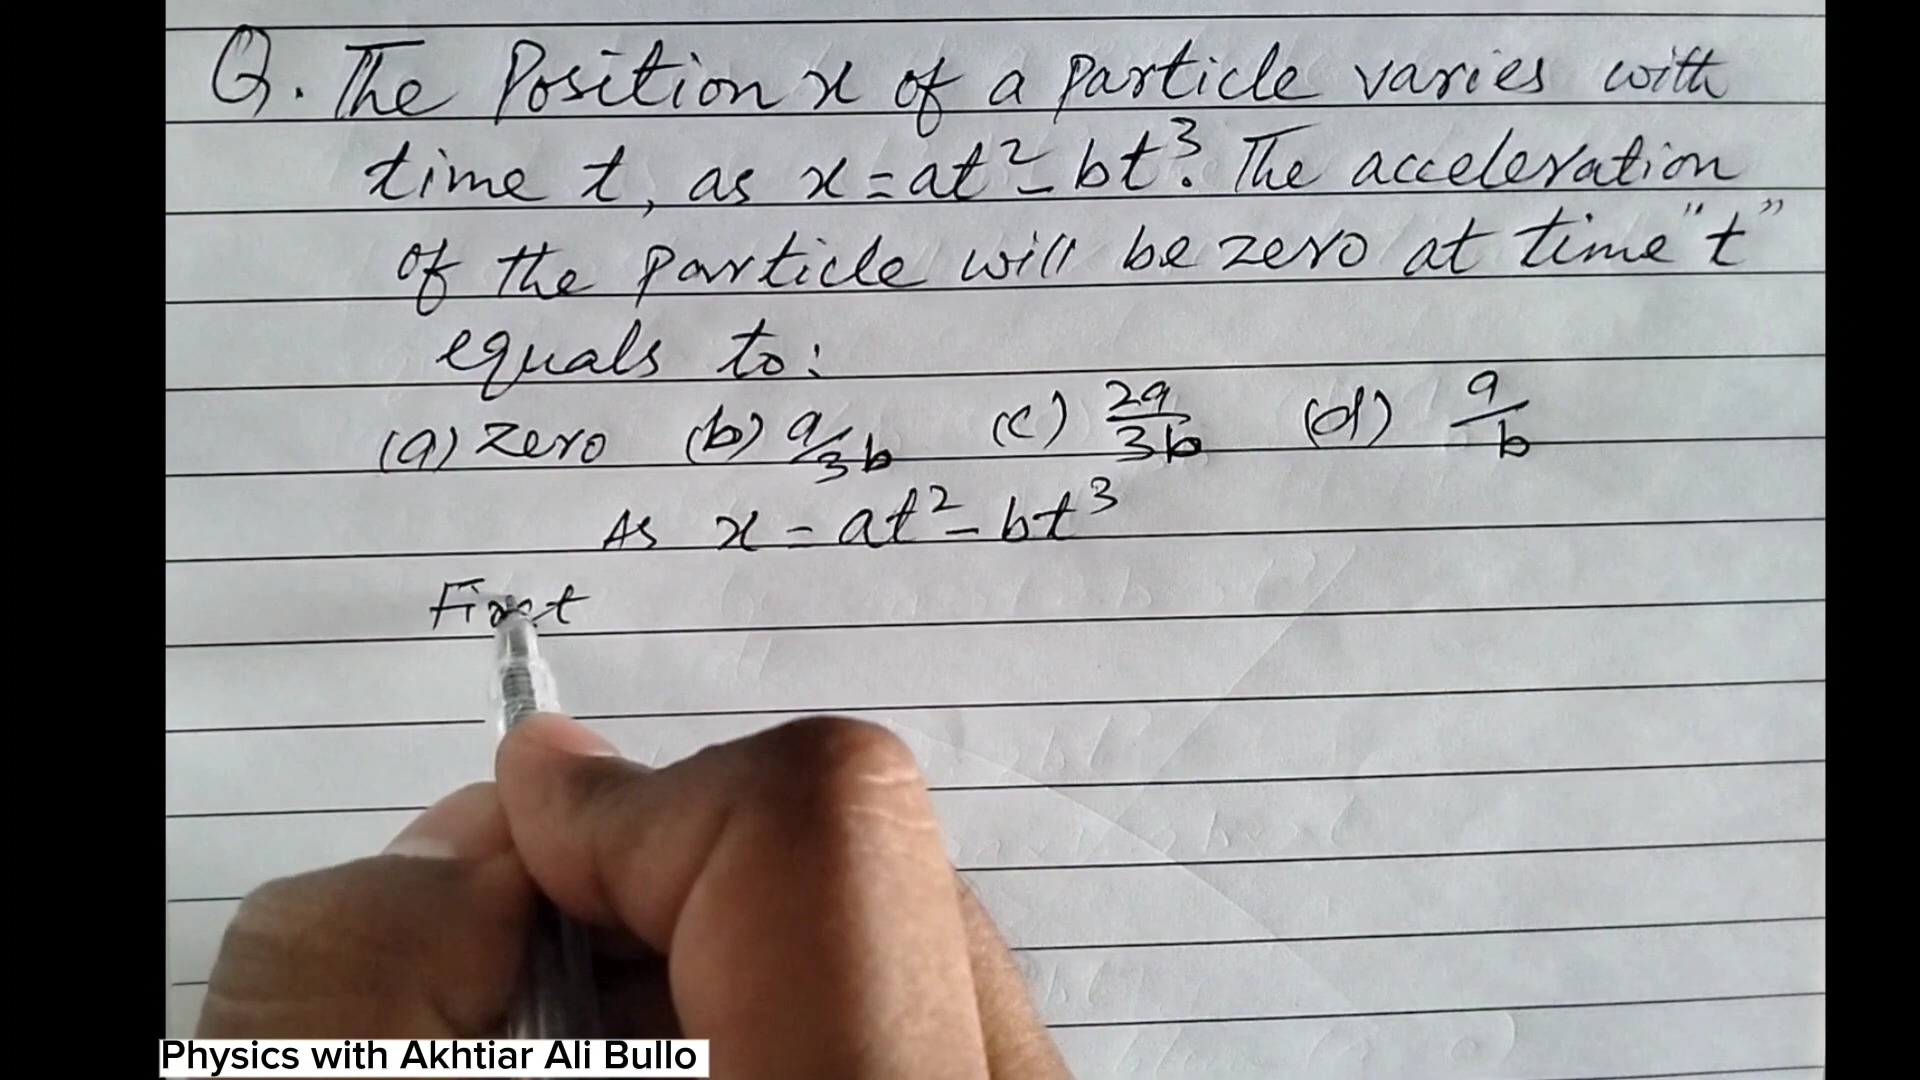 Q. The Position x of a particle varies with
time t, as x = at² - bt³. The acceleration
of the particle will be zero at time "t"
equals to:
(a) zero (b) a/3b (c) 2a/3b (d) a/b
As x = at² - bt³
First
Physics with Akhtiar Ali Bullo